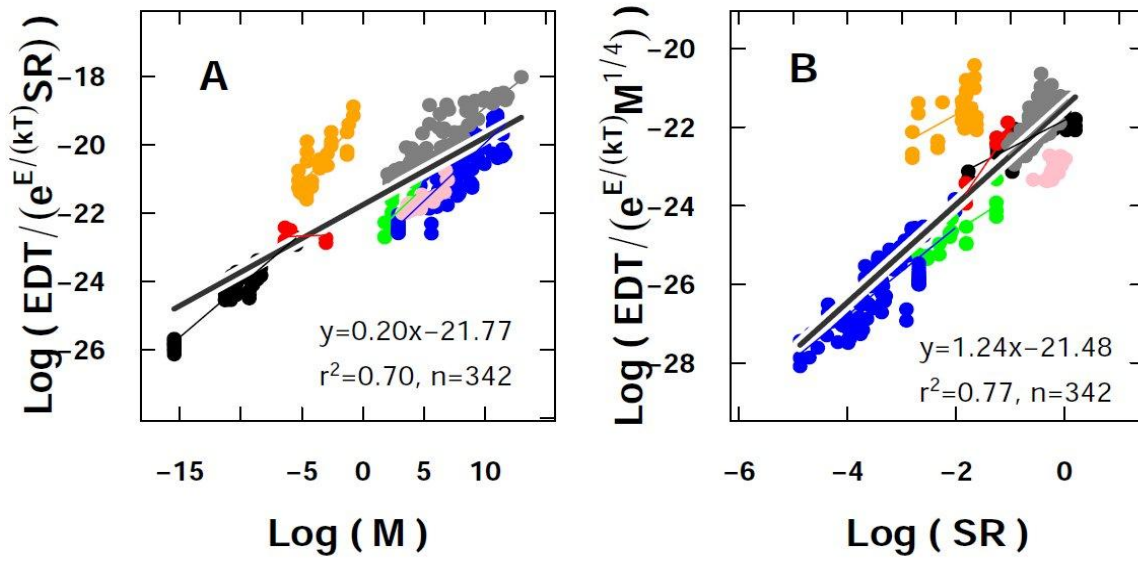 A
Log ( EDT / (e^{E/(kT)}SR) )
−18
−20
−22
−24
−26
y=0.20x−21.77
r²=0.70, n=342
−15
−5
0
5
10
Log ( M )
B
Log ( EDT / (e^{E/(kT)}M^{1/4}) )
−20
−22
−24
−26
−28
y=1.24x−21.48
r²=0.77, n=342
−6
−4
−2
0
Log ( SR )